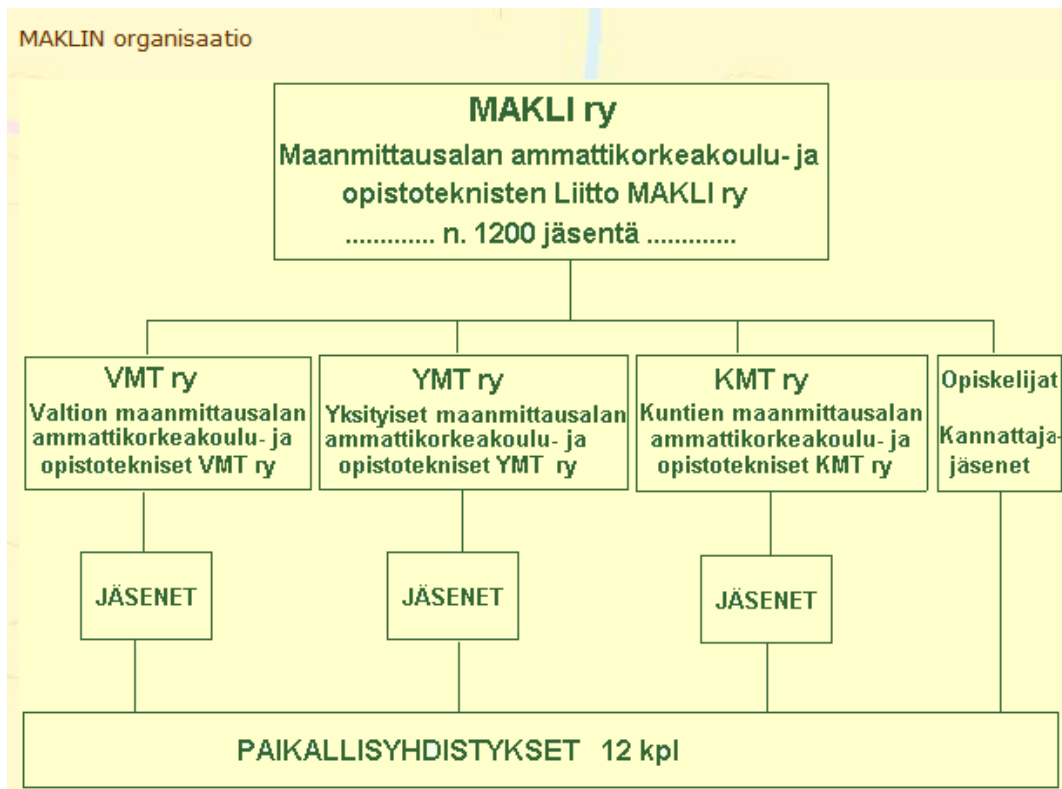 MAKLIN organisaatio
MAKLI ry
Maanmittausalan ammattikorkeakoulu- ja
opistoteknisten Liitto MAKLI ry
............. n. 1200 jäsentä .............
VMT ry
Valtion maanmittausalan
ammattikorkeakoulu- ja
opistotekniset VMT ry
YMT ry
Yksityiset maanmittausalan
ammattikorkeakoulu- ja
opistotekniset YMT ry
KMT ry
Kuntien maanmittausalan
ammattikorkeakoulu- ja
opistotekniset KMT ry
Opiskelijat
Kannattaja-
jäsenet
JÄSENET
JÄSENET
JÄSENET
PAIKALLISYHDISTYKSET 12 kpl